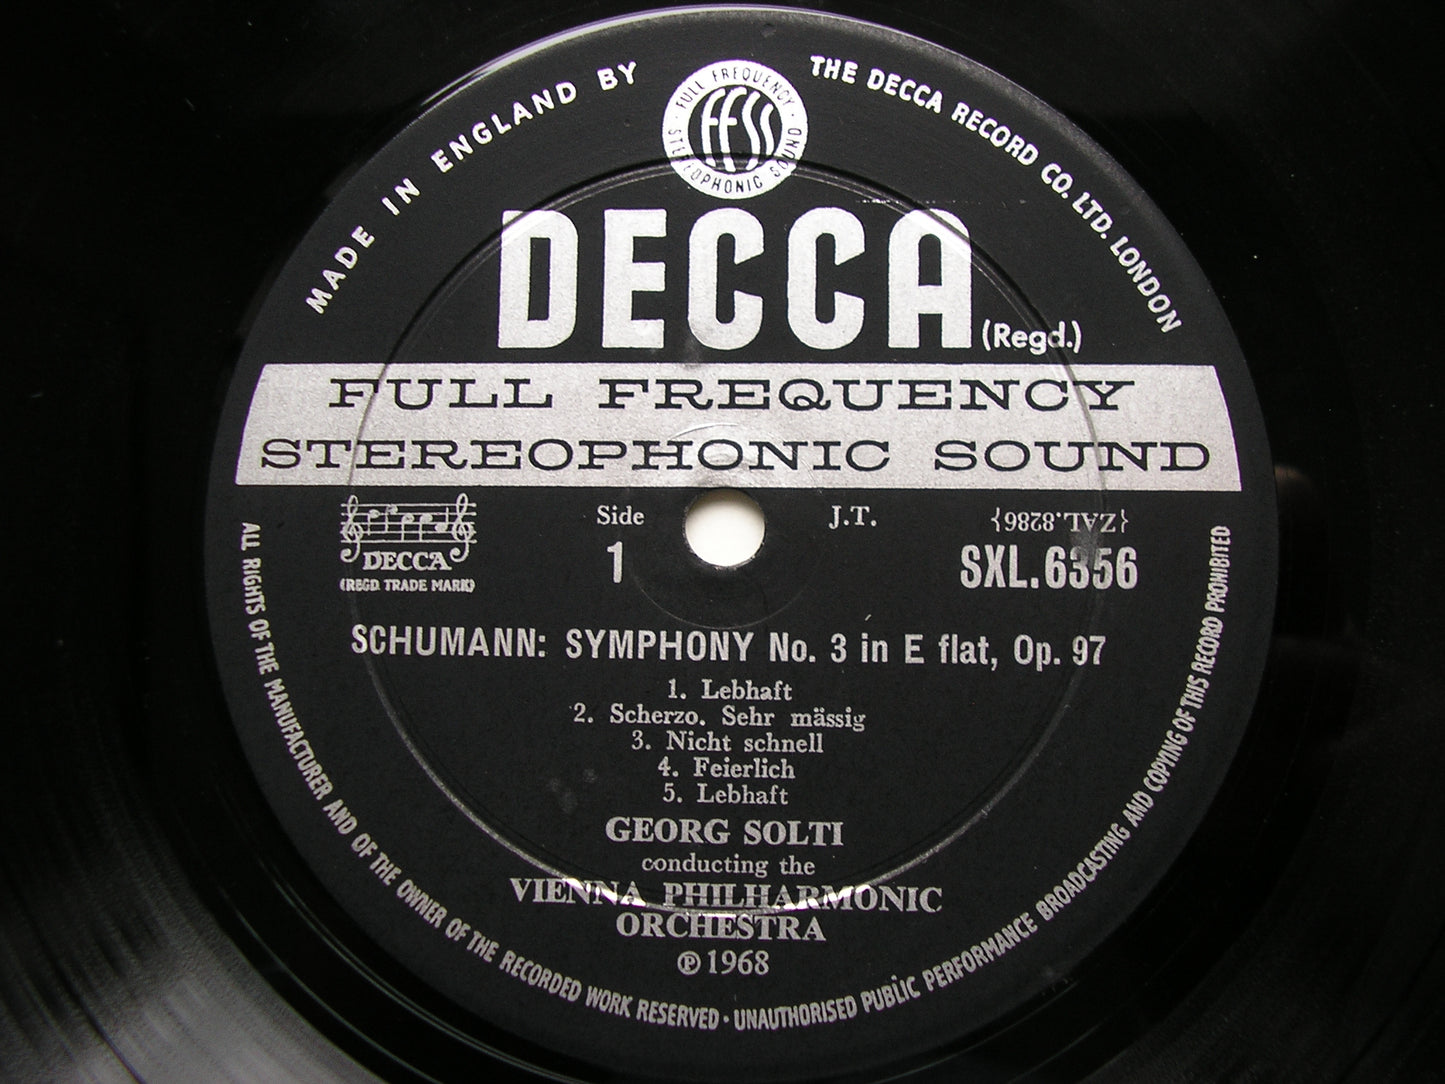 MADE IN ENGLAND BY
THE DECCA RECORD CO. LTD. LONDON
FULL FREQUENCY
STEREOPHONIC SOUND
FFSS
DECCA
(Regd.)
FULL FREQUENCY
STEREOPHONIC SOUND
DECCA
(REGD. TRADE MARK)
Side
1
J.T.
{ZAL.8286}
SXL.6356
SCHUMANN: SYMPHONY No. 3 in E flat, Op. 97
1. Lebhaft
2. Scherzo. Sehr mässig
3. Nicht schnell
4. Feierlich
5. Lebhaft
GEORG SOLTI
conducting the
VIENNA PHILHARMONIC
ORCHESTRA
℗ 1968
ALL RIGHTS OF THE MANUFACTURER AND OF THE OWNER OF THE RECORDED WORK RESERVED · UNAUTHORISED PUBLIC PERFORMANCE BROADCASTING AND COPYING OF THIS RECORD PROHIBITED